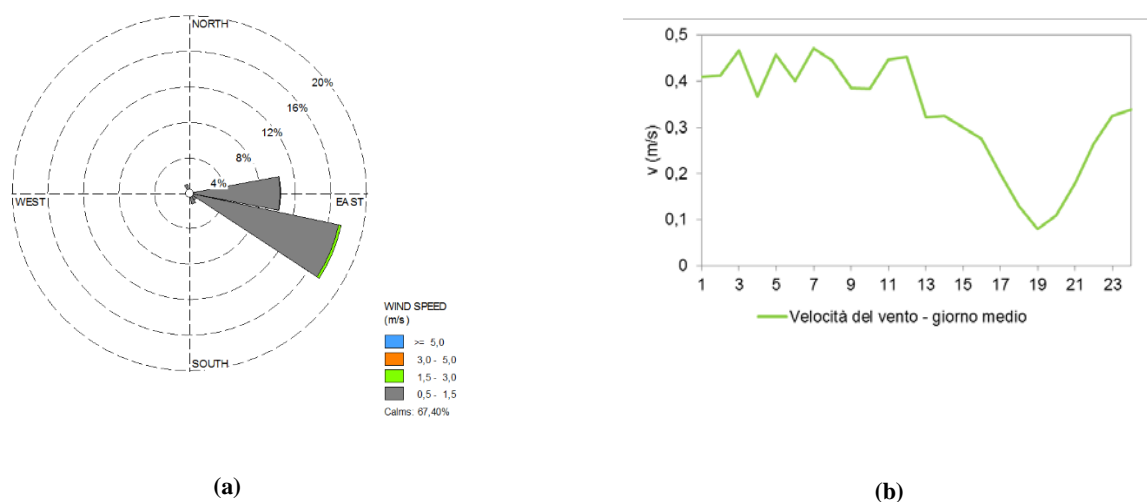 NORTH
20%
16%
12%
8%
4%
WEST
EAST
WIND SPEED
(m/s)
>= 5,0
3,0 - 5,0
1,5 - 3,0
0,5 - 1,5
SOUTH
Calms: 67,40%
(a)
0,5
0,4
0,3
0,2
0,1
0
v (m/s)
1 3 5 7 9 11 13 15 17 19 21 23
Velocità del vento - giorno medio
(b)